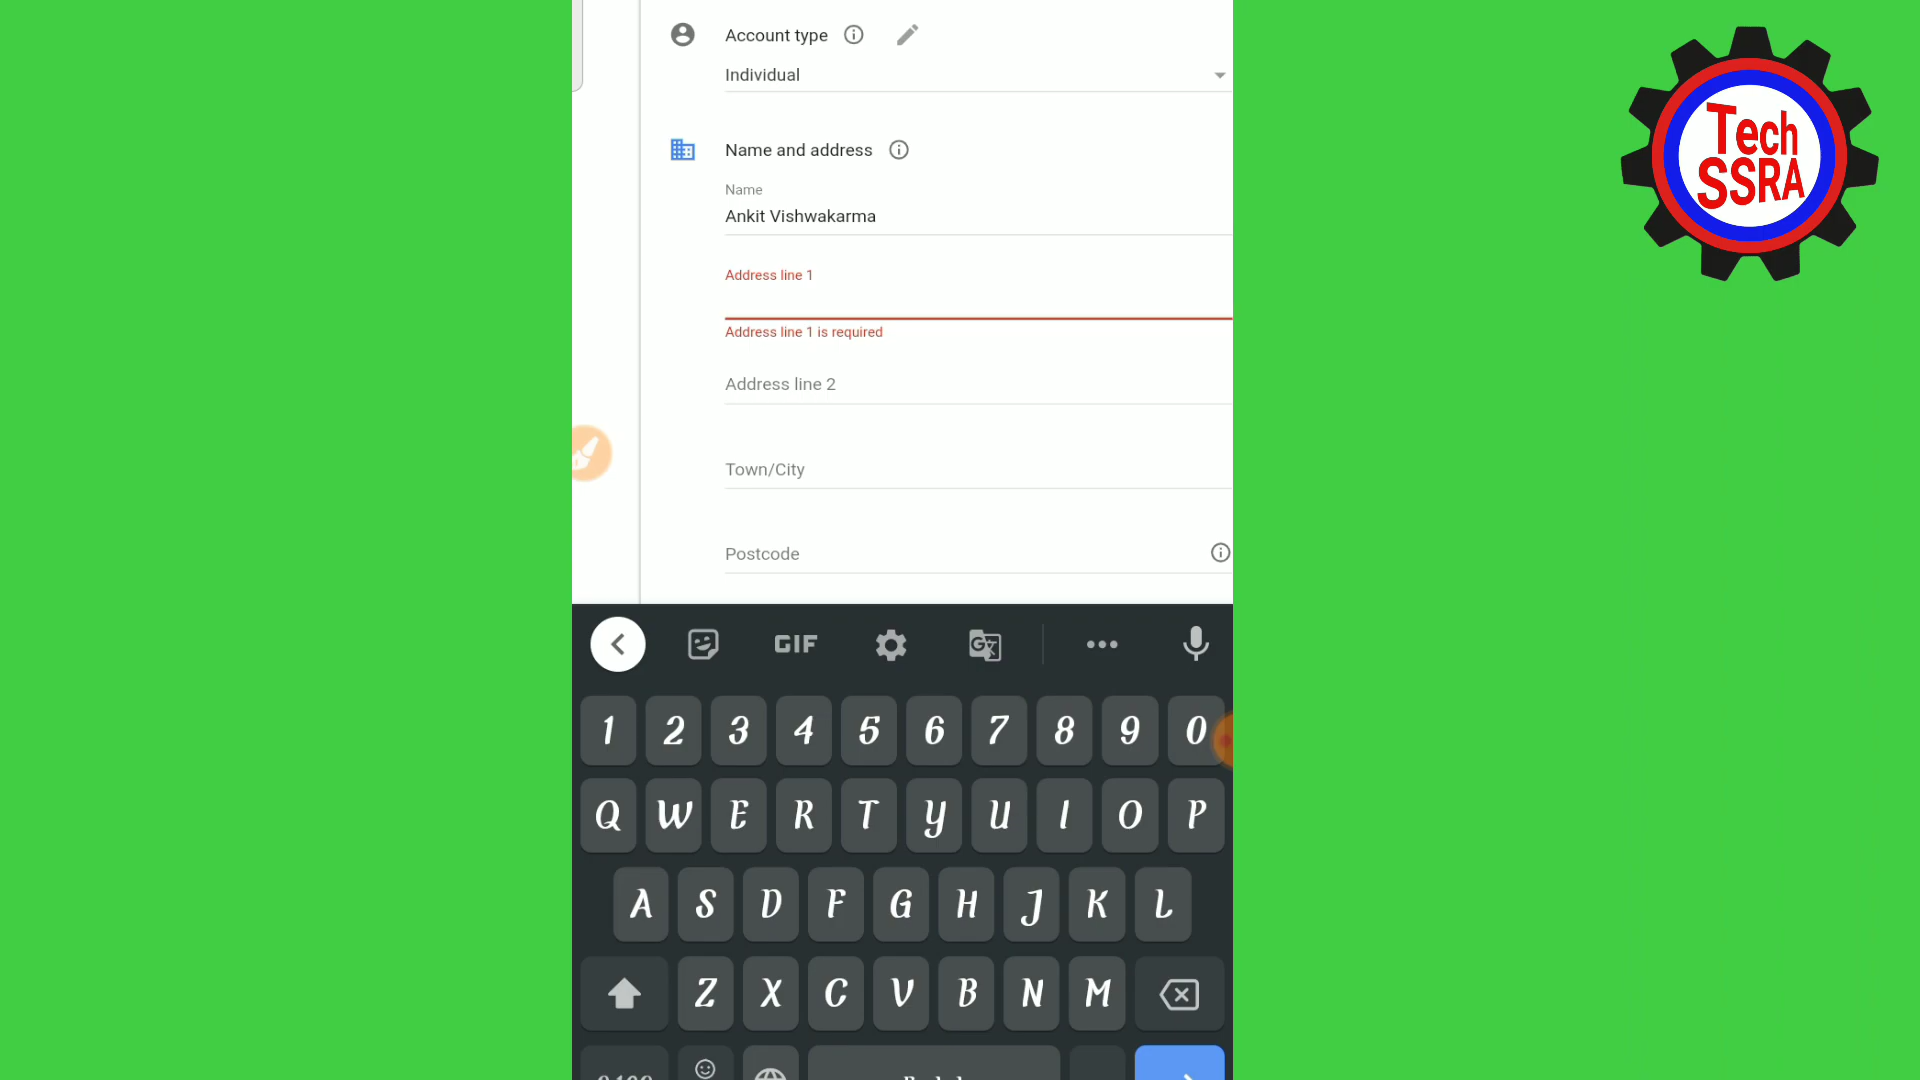 Account type
Individual
Name and address
Name
Ankit Vishwakarma
Address line 1
Address line 1 is required
Address line 2
Town/City
Postcode
Tech
SSRA
GIF
G
1 2 3 4 5 6 7 8 9 0
Q W E R T Y U I O P
A S D F G H J K L
Z X C V B N M